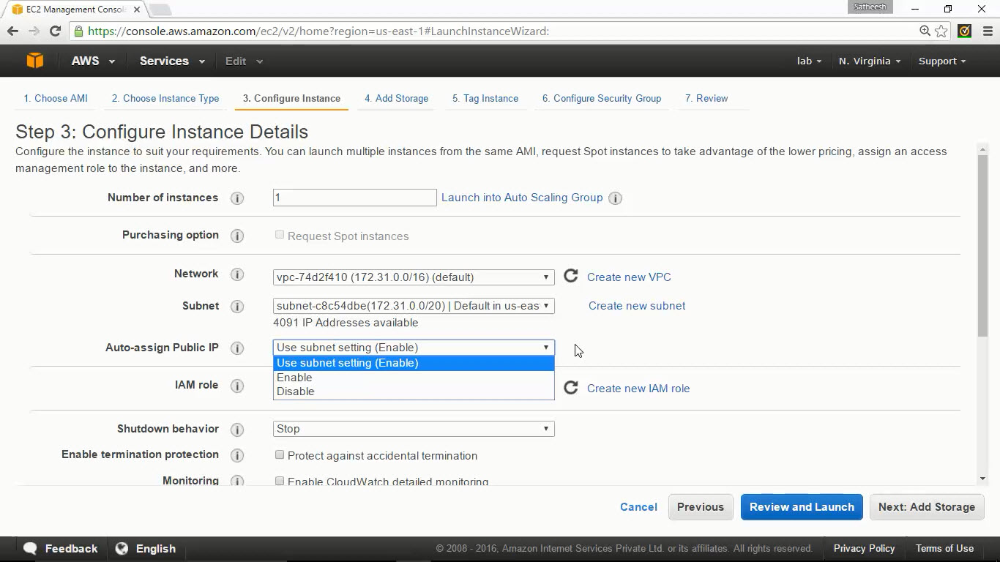 EC2 Management Consol
Satheesh
https://console.aws.amazon.com/ec2/v2/home?region=us-east-1#LaunchInstanceWizard:
AWS Services Edit lab N. Virginia Support
1. Choose AMI 2. Choose Instance Type 3. Configure Instance 4. Add Storage 5. Tag Instance 6. Configure Security Group 7. Review
Step 3: Configure Instance Details
Configure the instance to suit your requirements. You can launch multiple instances from the same AMI, request Spot instances to take advantage of the lower pricing, assign an access
management role to the instance, and more.
Number of instances 1 Launch into Auto Scaling Group
Purchasing option Request Spot instances
Network vpc-74d2f410 (172.31.0.0/16) (default) Create new VPC
Subnet subnet-c8c54dbe(172.31.0.0/20) | Default in us-eas Create new subnet
4091 IP Addresses available
Auto-assign Public IP Use subnet setting (Enable)
Use subnet setting (Enable)
Enable
IAM role Create new IAM role
Disable
Shutdown behavior Stop
Enable termination protection Protect against accidental termination
Monitoring Enable CloudWatch detailed monitoring
Cancel Previous Review and Launch Next: Add Storage
Feedback English © 2008 - 2016, Amazon Internet Services Private Ltd. or its affiliates. All rights reserved. Privacy Policy Terms of Use